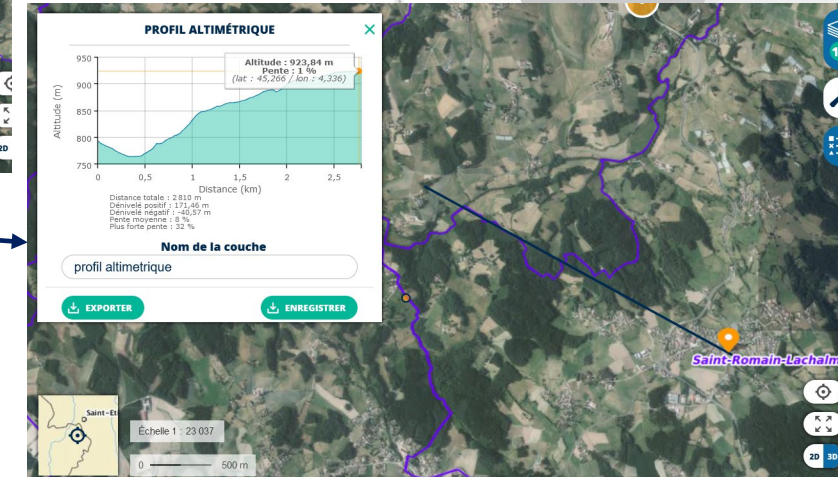 PROFIL ALTIMÉTRIQUE
Altitude : 923,84 m
Pente : 1 %
(lat : 45,266 / lon : 4,336)
Altitude (m)
950
900
850
800
750
0 0,5 1 1,5 2 2,5
Distance (km)
Distance totale : 2 810 m
Dénivelé positif : 171,46 m
Dénivelé négatif : -40,57 m
Pente moyenne : 8 %
Plus forte pente : 32 %
Nom de la couche
profil altimetrique
EXPORTER
ENREGISTRER
Saint-Romain-Lachalm
Saint-Et
Échelle 1 : 23 037
0 500 m
2D 3D
2D
1